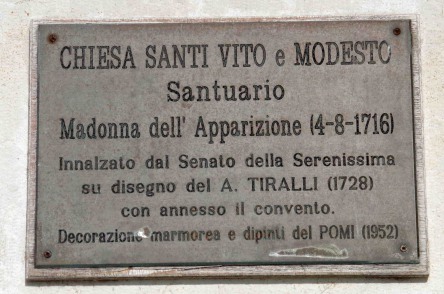 CHIESA SANTI VITO e MODESTO
Santuario
Madonna dell' Apparizione (4-8-1716)
Innalzato dal Senato della Serenissima
su disegno del A. TIRALLI (1728)
con annesso il convento.
Decorazione marmorea e dipinti del POMI (1952)